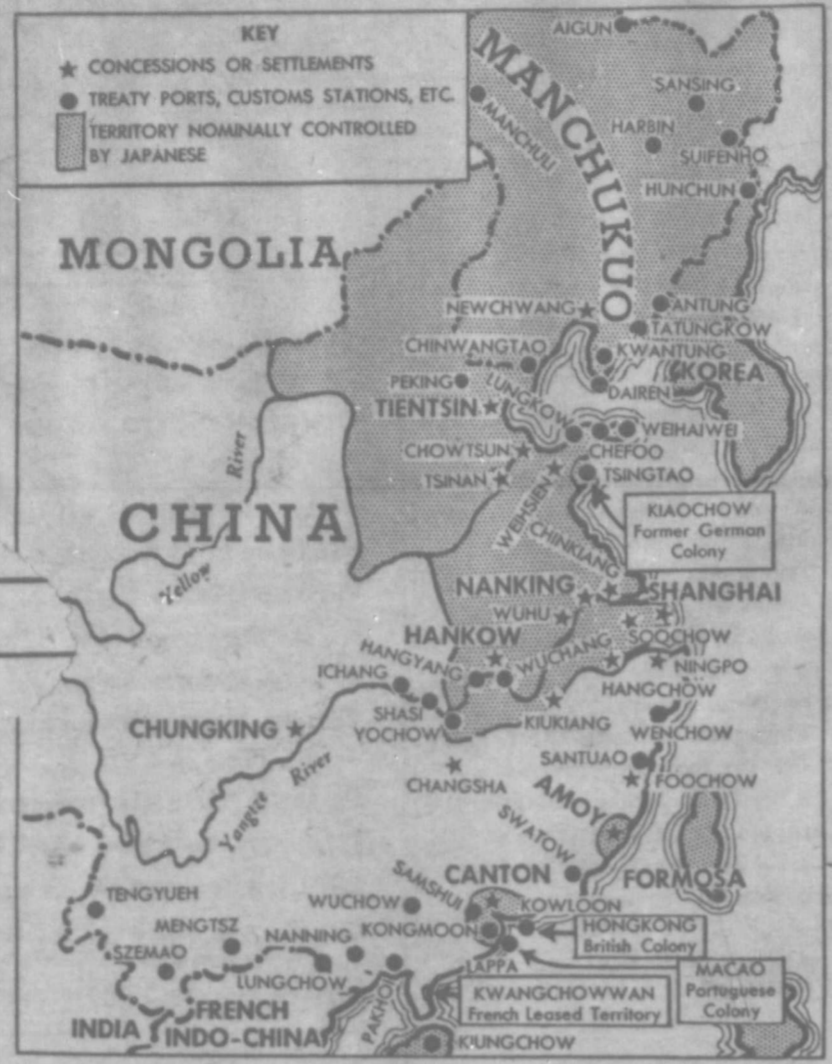 KEY
CONCESSIONS OR SETTLEMENTS
TREATY PORTS, CUSTOMS STATIONS, ETC.
TERRITORY NOMINALLY CONTROLLED
BY JAPANESE
AIGUN
MANCHUKUO
SANSING
MANCHULI
HARBIN
SUIFENHO
HUNCHUN
MONGOLIA
NEWCHWANG
ANTUNG
TATUNGKOW
CHINWANGTAO
KWANTUNG
PEKING
LUNGKOW
DAIREN
KOREA
TIENTSIN
WEIHAIWEI
CHOWTSUN
CHEFOO
TSINAN
TSINGTAO
River
WEIHSIEN
KIAOCHOW
Former German
Colony
CHINA
CHINKIANG
Yellow
NANKING
SHANGHAI
WUHU
HANKOW
SOOCHOW
HANGYANG
WUCHANG
NINGPO
ICHANG
HANGCHOW
SHASI
YOCHOW
KIUKIANG
WENCHOW
CHUNGKING
SANTUAO
Yangtze River
CHANGSHA
FOOCHOW
AMOY
SWATOW
CANTON
FORMOSA
SAMSHUI
TENGYUEH
WUCHOW
KOWLOON
MENGTSZ
NANNING
KONGMOON
HONGKONG
British Colony
SZEMAO
LUNGCHOW
LAPPA
MACAO
Portuguese
Colony
KWANGCHOWWAN
French Leased Territory
PAKHOI
INDIA
FRENCH
INDO-CHINA
KIUNGCHOW